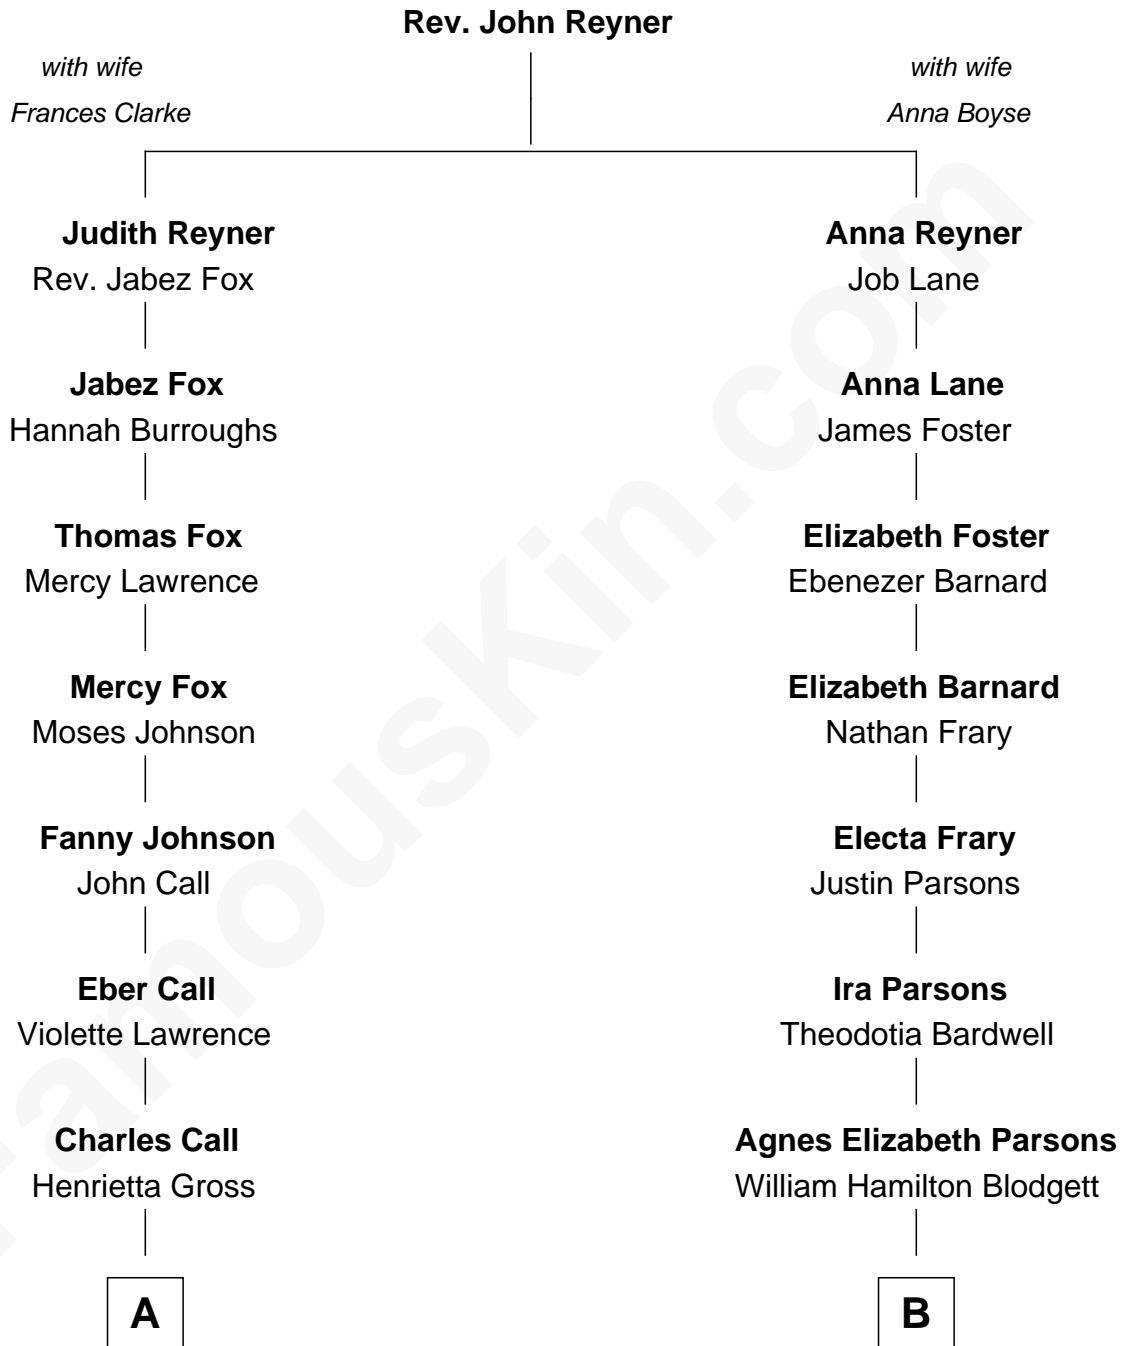 Rev. John Reyner
with wife
Frances Clarke
with wife
Anna Boyse
Judith Reyner
Rev. Jabez Fox
Anna Reyner
Job Lane
Jabez Fox
Hannah Burroughs
Anna Lane
James Foster
Thomas Fox
Mercy Lawrence
Elizabeth Foster
Ebenezer Barnard
Mercy Fox
Moses Johnson
Elizabeth Barnard
Nathan Frary
Fanny Johnson
John Call
Electa Frary
Justin Parsons
Eber Call
Violette Lawrence
Ira Parsons
Theodotia Bardwell
Charles Call
Henrietta Gross
Agnes Elizabeth Parsons
William Hamilton Blodgett
A
B
FamousKin.com